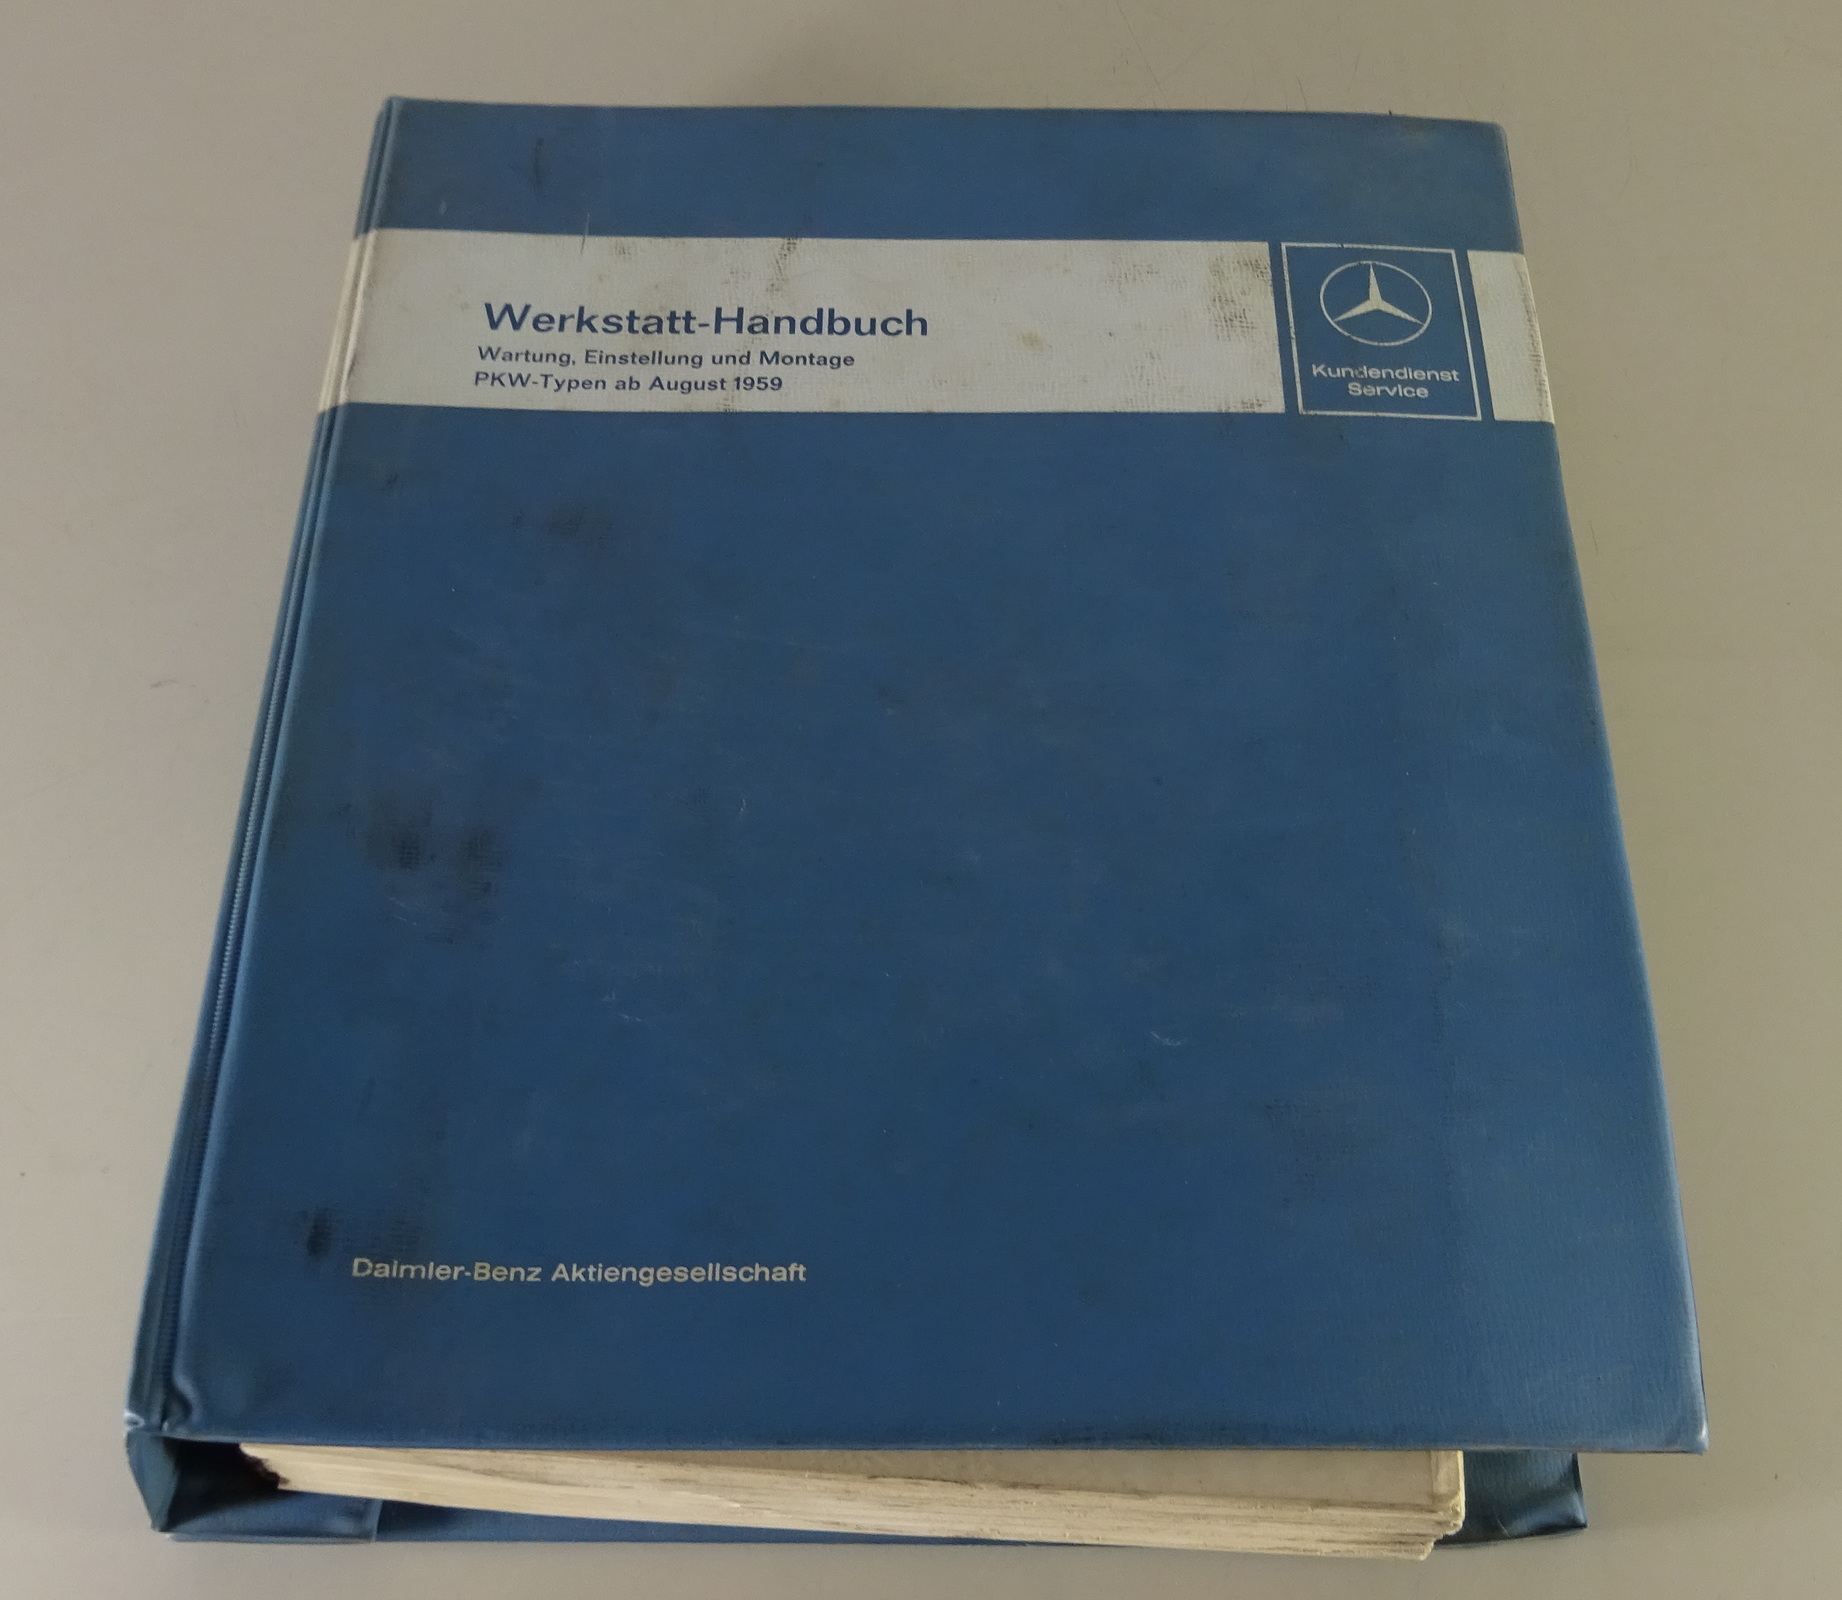 Werkstatt-Handbuch
Wartung, Einstellung und Montage
PKW-Typen ab August 1959
Kundendienst
Service
Daimler-Benz Aktiengesellschaft